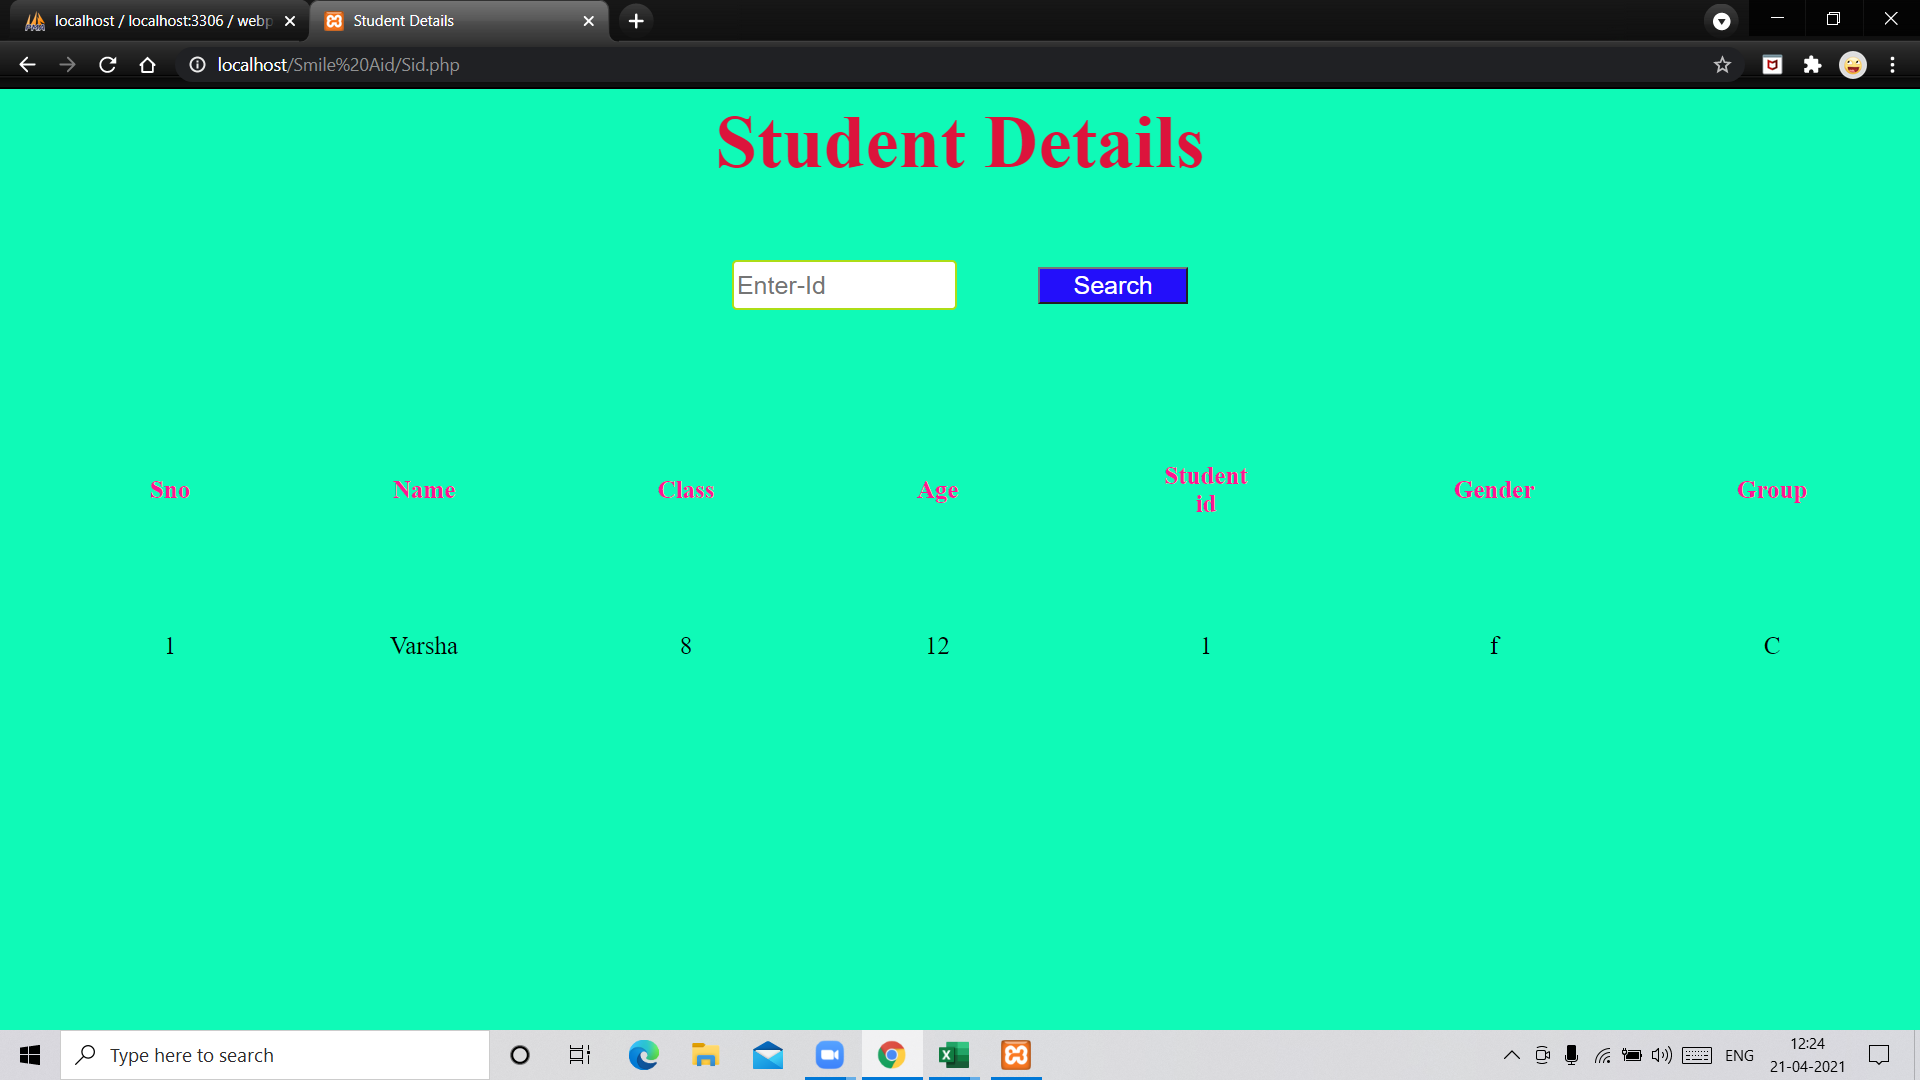 localhost / localhost:3306 / webp
Student Details
localhost/Smile%20Aid/Sid.php
Student Details
Enter-Id
Search
Sno Name Class Age Student id Gender Group
1 Varsha 8 12 1 f C
Type here to search
ENG
12:24
21-04-2021